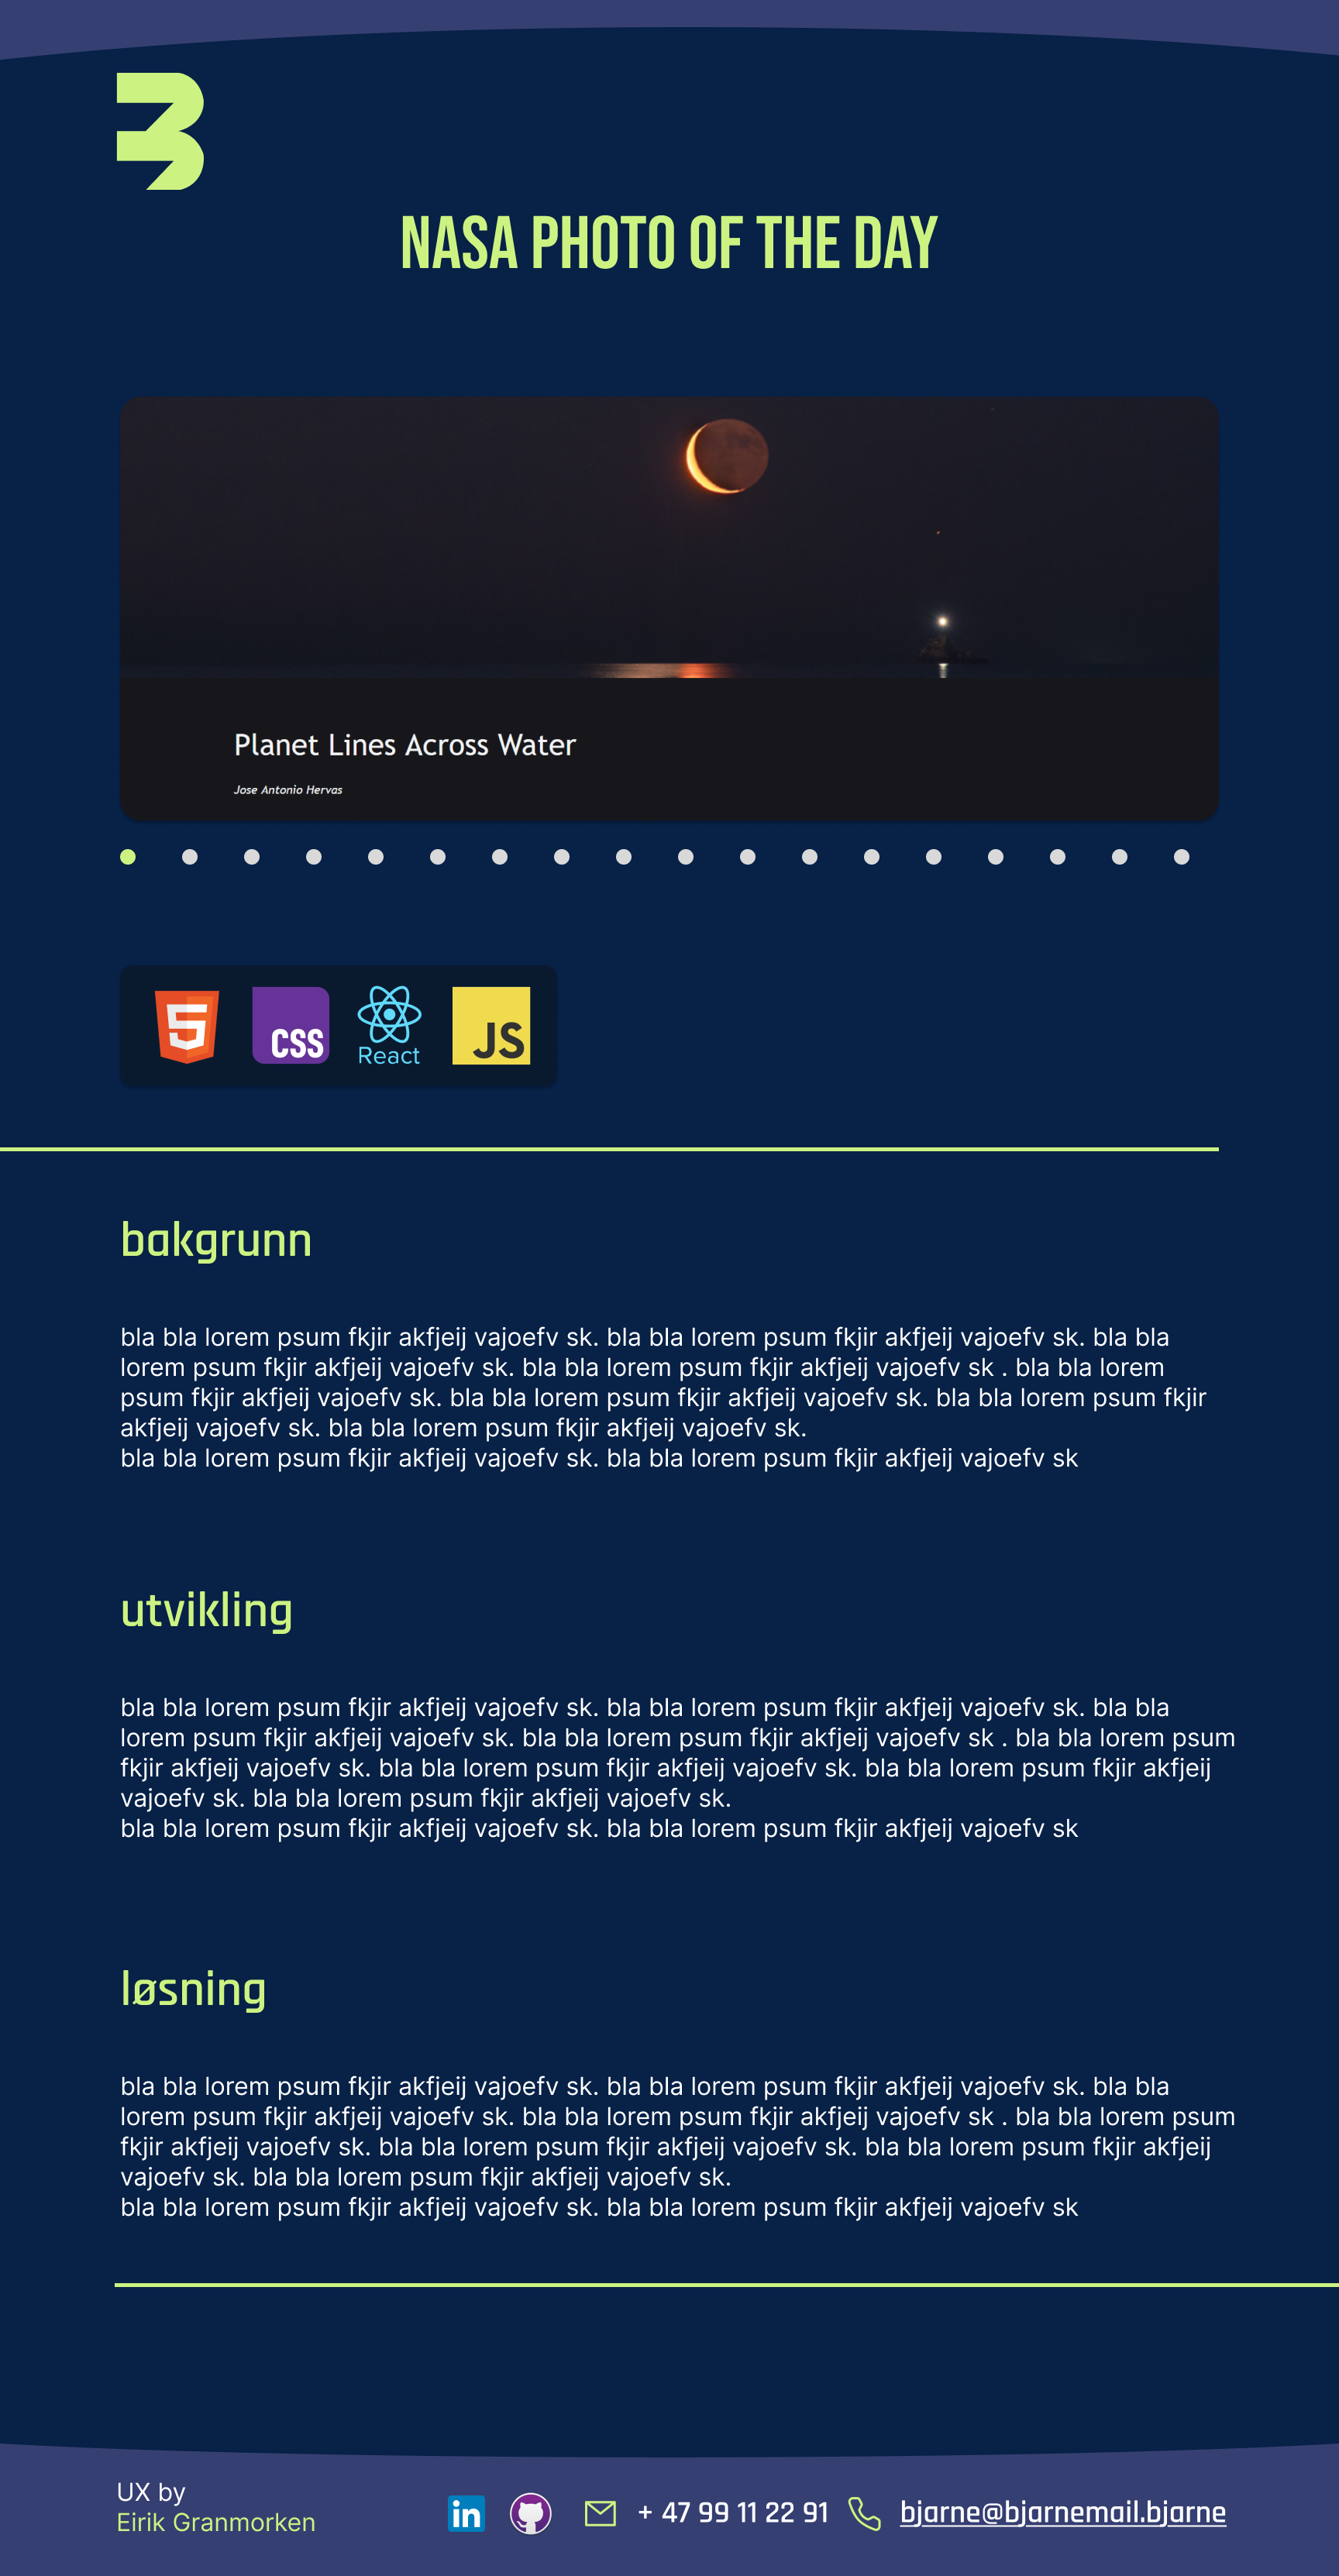 B
NASA PHOTO OF THE DAY
Planet Lines Across Water
Jose Antonio Hervas
5
CSS
React
JS
bakgrunn
bla bla lorem psum fkjir akfjeij vajoefv sk. bla bla lorem psum fkjir akfjeij vajoefv sk. bla bla
lorem psum fkjir akfjeij vajoefv sk. bla bla lorem psum fkjir akfjeij vajoefv sk . bla bla lorem
psum fkjir akfjeij vajoefv sk. bla bla lorem psum fkjir akfjeij vajoefv sk. bla bla lorem psum fkjir
akfjeij vajoefv sk. bla bla lorem psum fkjir akfjeij vajoefv sk.
bla bla lorem psum fkjir akfjeij vajoefv sk. bla bla lorem psum fkjir akfjeij vajoefv sk
utvikling
bla bla lorem psum fkjir akfjeij vajoefv sk. bla bla lorem psum fkjir akfjeij vajoefv sk. bla bla
lorem psum fkjir akfjeij vajoefv sk. bla bla lorem psum fkjir akfjeij vajoefv sk . bla bla lorem psum
fkjir akfjeij vajoefv sk. bla bla lorem psum fkjir akfjeij vajoefv sk. bla bla lorem psum fkjir akfjeij
vajoefv sk. bla bla lorem psum fkjir akfjeij vajoefv sk.
bla bla lorem psum fkjir akfjeij vajoefv sk. bla bla lorem psum fkjir akfjeij vajoefv sk
løsning
bla bla lorem psum fkjir akfjeij vajoefv sk. bla bla lorem psum fkjir akfjeij vajoefv sk. bla bla
lorem psum fkjir akfjeij vajoefv sk. bla bla lorem psum fkjir akfjeij vajoefv sk . bla bla lorem psum
fkjir akfjeij vajoefv sk. bla bla lorem psum fkjir akfjeij vajoefv sk. bla bla lorem psum fkjir akfjeij
vajoefv sk. bla bla lorem psum fkjir akfjeij vajoefv sk.
bla bla lorem psum fkjir akfjeij vajoefv sk. bla bla lorem psum fkjir akfjeij vajoefv sk
UX by
Eirik Granmorken
in
+ 47 99 11 22 91
bjarne@bjarnemail.bjarne